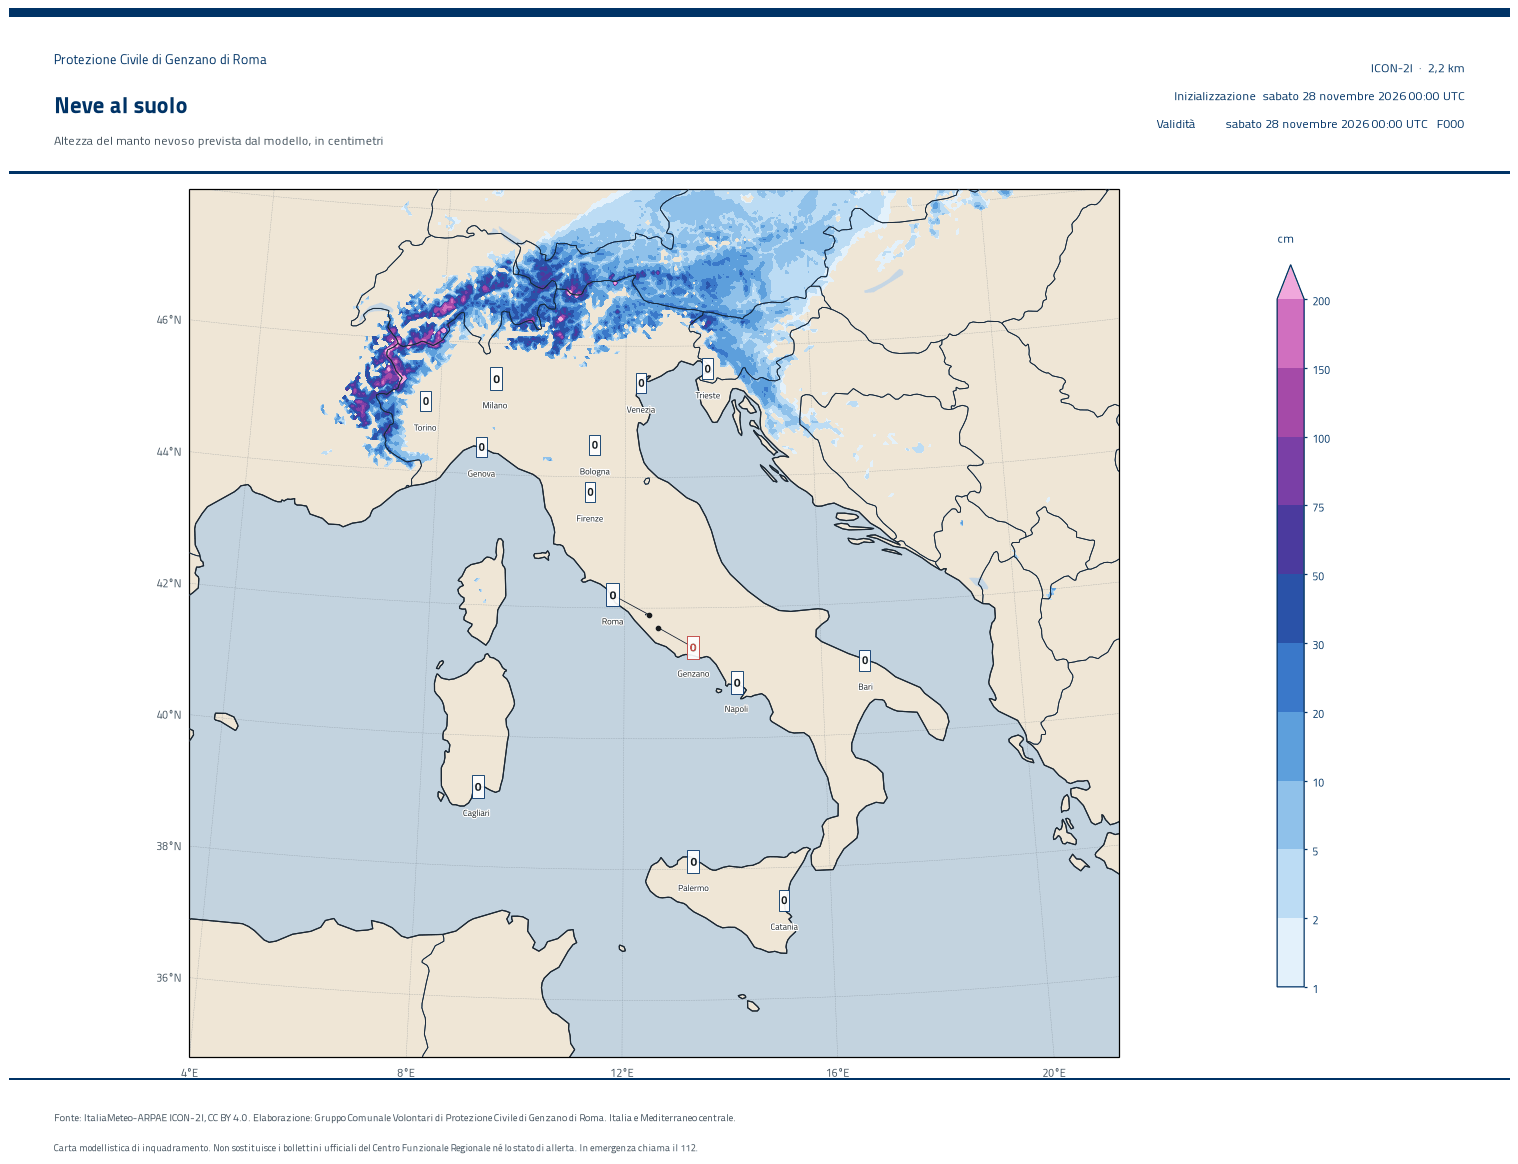 Protezione Civile di Genzano di Roma
Neve al suolo
Altezza del manto nevoso prevista dal modello, in centimetri
ICON-2I · 2,2 km
Inizializzazione sabato 28 novembre 2026 00:00 UTC
Validità sabato 28 novembre 2026 00:00 UTC F000
cm
200
150
100
75
50
30
20
10
5
2
1
46°N
44°N
42°N
40°N
38°N
36°N
4°E
8°E
12°E
16°E
20°E
0
Milano
0
Torino
0
Venezia
0
Trieste
0
Genova
0
Bologna
0
Firenze
0
Roma
0
Genzano
0
Napoli
0
Bari
0
Cagliari
0
Palermo
0
Catania
Fonte: ItaliaMeteo-ARPAE ICON-2I, CC BY 4.0. Elaborazione: Gruppo Comunale Volontari di Protezione Civile di Genzano di Roma. Italia e Mediterraneo centrale.
Carta modellistica di inquadramento. Non sostituisce i bollettini ufficiali del Centro Funzionale Regionale né lo stato di allerta. In emergenza chiama il 112.